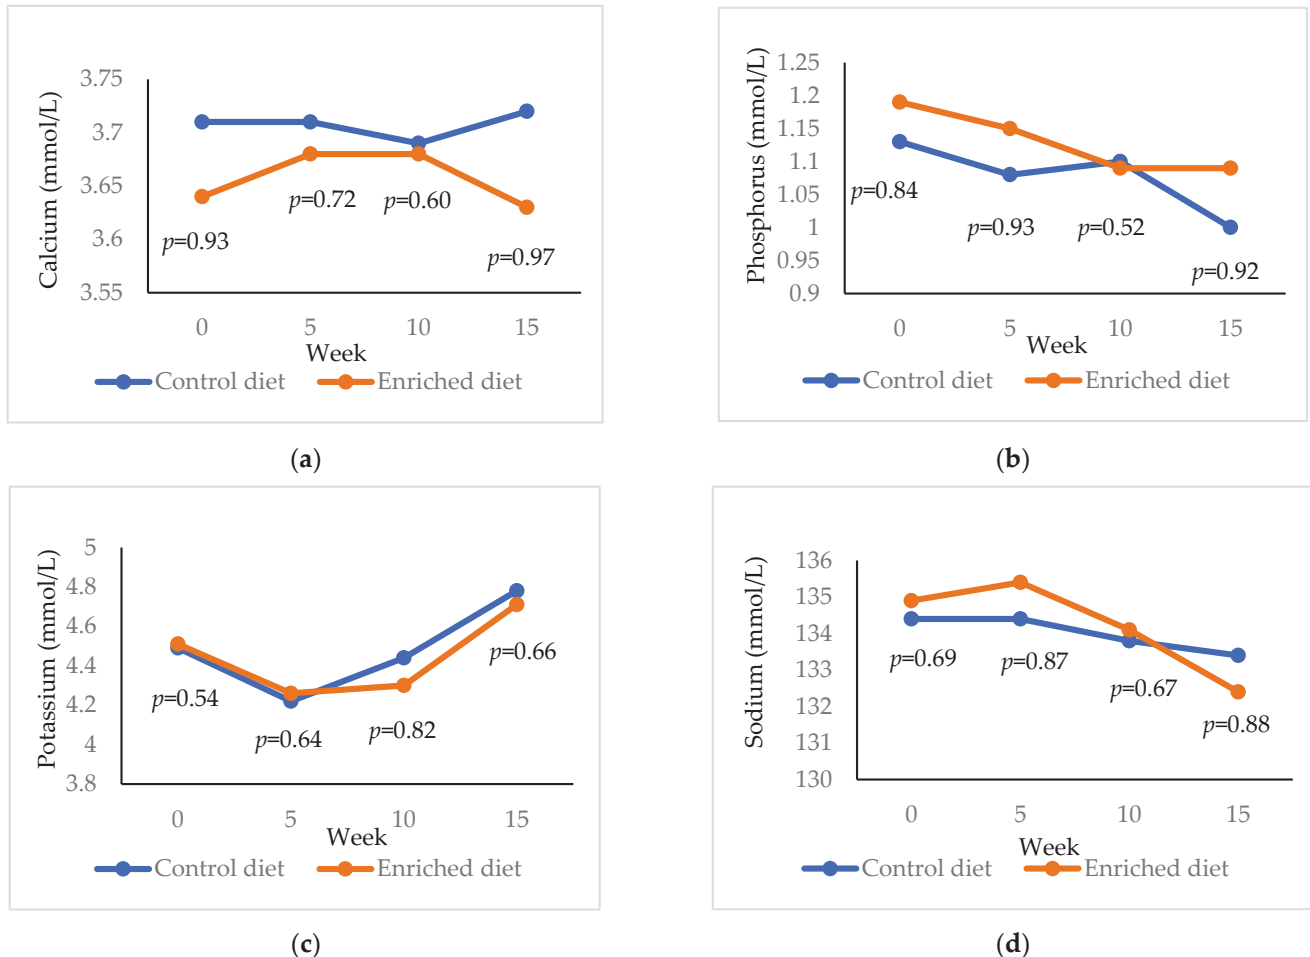 3.75
3.7
3.65
3.6
3.55
Calcium (mmol/L)
p=0.93
p=0.72
p=0.60
p=0.97
0 5 10 15
Week
Control diet Enriched diet
(a)
1.25
1.2
1.15
1.1
1.05
1
0.95
0.9
Phosphorus (mmol/L)
p=0.84
p=0.93
p=0.52
p=0.92
0 5 10 15
Week
Control diet Enriched diet
(b)
5
4.8
4.6
4.4
4.2
4
3.8
Potassium (mmol/L)
p=0.54
p=0.64
p=0.82
p=0.66
0 5 10 15
Week
Control diet Enriched diet
(c)
136
135
134
133
132
131
130
Sodium (mmol/L)
p=0.69
p=0.87
p=0.67
p=0.88
0 5 10 15
Week
Control diet Enriched diet
(d)